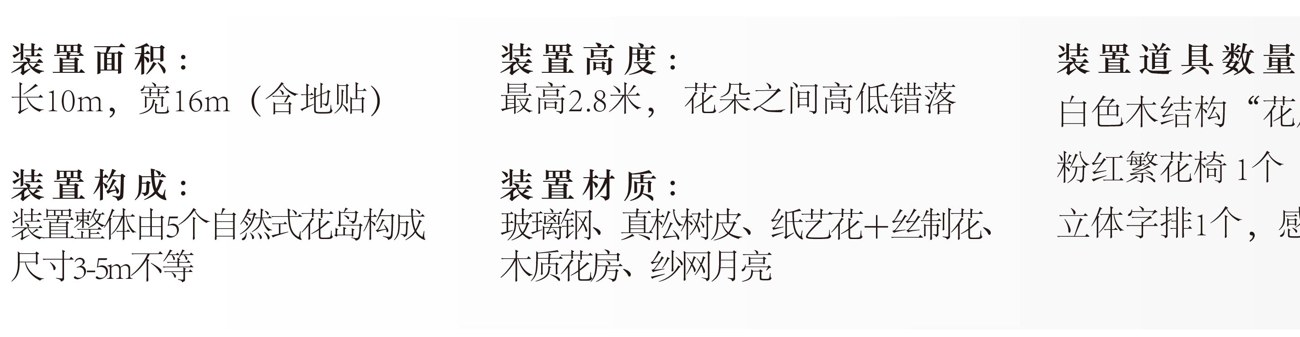 装置面积：
长10m，宽16m（含地贴）
装置构成：
装置整体由5个自然式花岛构成
尺寸3-5m不等
装置高度：
最高2.8米， 花朵之间高低错落
装置材质：
玻璃钢、真松树皮、纸艺花+丝制花、
木质花房、纱网月亮
装置道具数量
白色木结构“花
粉红繁花椅 1个
立体字排1个，感